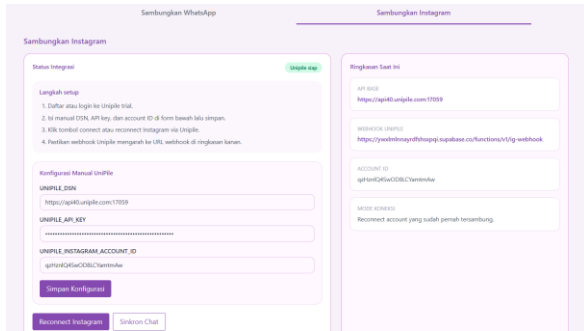 Sambungkan WhatsApp
Sambungkan Instagram
Sambungkan Instagram
Status Integrasi
Unipile siap
Langkah setup
1. Daftar atau login ke Unipile trial.
2. Isi manual DSN, API key, dan account ID di form bawah lalu simpan.
3. Klik tombol connect atau reconnect Instagram via Unipile.
4. Pastikan webhook Unipile mengarah ke URL webhook di ringkasan kanan.
Konfigurasi Manual UniPile
UNIPILE_DSN
https://api40.unipile.com:17059
UNIPILE_API_KEY
UNIPILE_INSTAGRAM_ACCOUNT_ID
Simpan Konfigurasi
Reconnect Instagram
Sinkron Chat
Ringkasan Saat Ini
API BASE
https://api40.unipile.com:17059
WEBHOOK UNIPILE
ACCOUNT ID
MODE KONEKSI
Reconnect account yang sudah pernah tersambung.